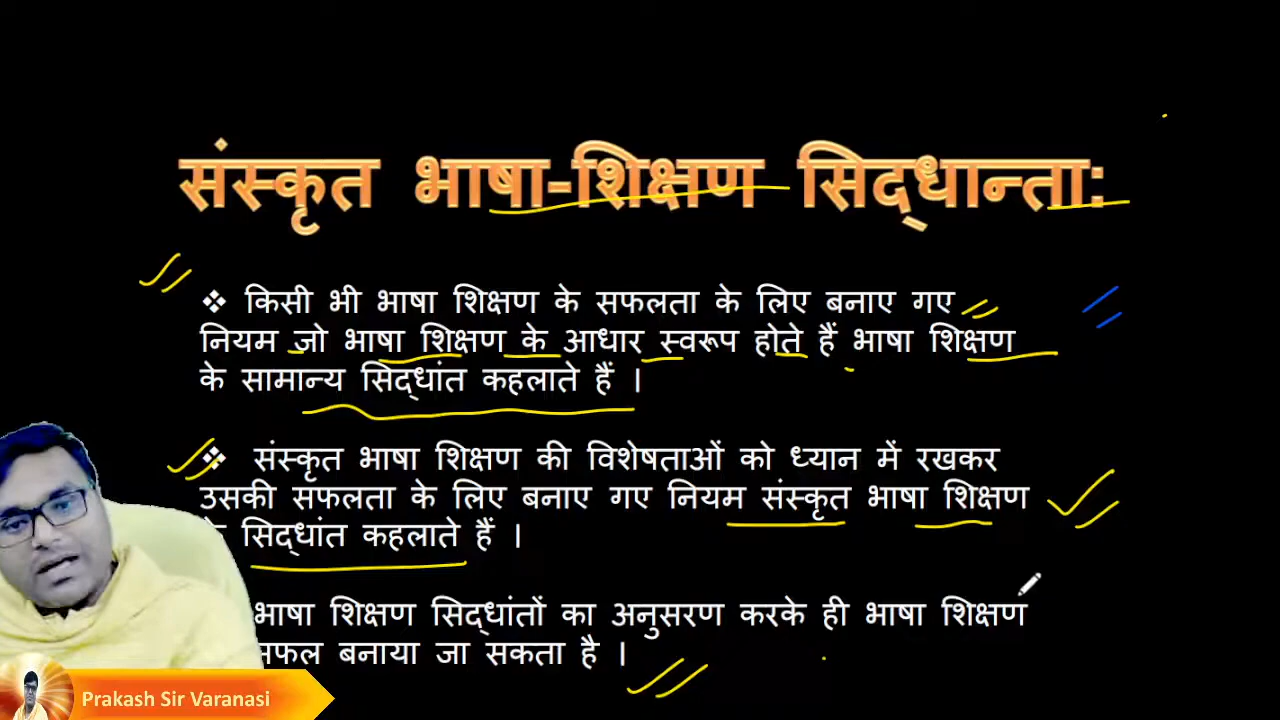 संस्कृत भाषा-शिक्षण सिद्धान्ता:
❖ किसी भी भाषा शिक्षण के सफलता के लिए बनाए गए
नियम जो भाषा शिक्षण के आधार स्वरूप होते हैं भाषा शिक्षण
के सामान्य सिद्धांत कहलाते हैं ।
❖ संस्कृत भाषा शिक्षण की विशेषताओं को ध्यान में रखकर
उसकी सफलता के लिए बनाए गए नियम संस्कृत भाषा शिक्षण
के सिद्धांत कहलाते हैं ।
भाषा शिक्षण सिद्धांतों का अनुसरण करके ही भाषा शिक्षण
सफल बनाया जा सकता है ।
Prakash Sir Varanasi